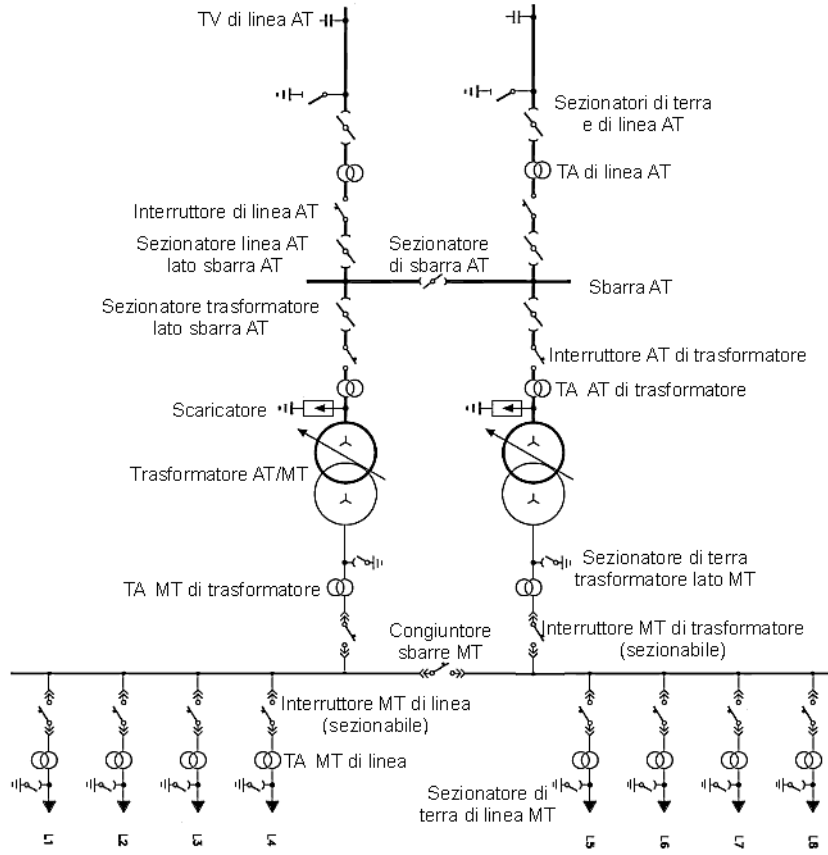 TV di linea AT
Sezionatori di terra
e di linea AT
TA di linea AT
Interruttore di linea AT
Sezionatore linea AT
lato sbarra AT
Sezionatore
di sbarra AT
Sbarra AT
Sezionatore trasformatore
lato sbarra AT
Interruttore AT di trasformatore
TA AT di trasformatore
Scaricatore
Trasformatore AT/MT
Sezionatore di terra
trasformatore lato MT
TA MT di trasformatore
Congiuntore
sbarre MT
Interruttore MT di trasformatore
(sezionabile)
Interruttore MT di linea
(sezionabile)
TA MT di linea
Sezionatore di
terra di linea MT
L1
L2
L3
L4
L5
L6
L7
L8